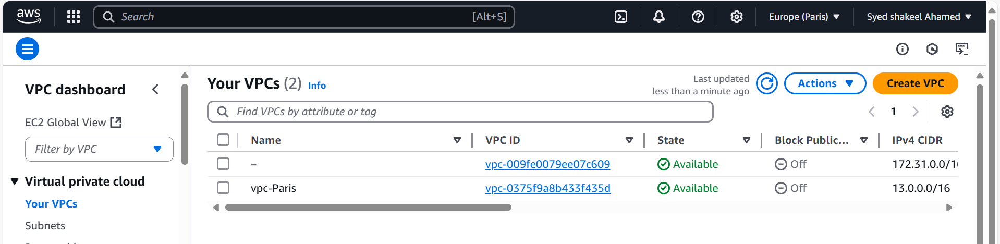 aws
Search [Alt+S]
Europe (Paris)
Syed shakeel Ahamed
VPC dashboard
EC2 Global View
Filter by VPC
Virtual private cloud
Your VPCs
Subnets
Your VPCs (2) Info
Last updated
less than a minute ago
Actions
Create VPC
Find VPCs by attribute or tag
1
Name VPC ID State Block Public... IPv4 CIDR
– vpc-009fe0079ee07c609 Available Off 172.31.0.0/1
vpc-Paris vpc-0375f9a8b433f435d Available Off 13.0.0.0/16